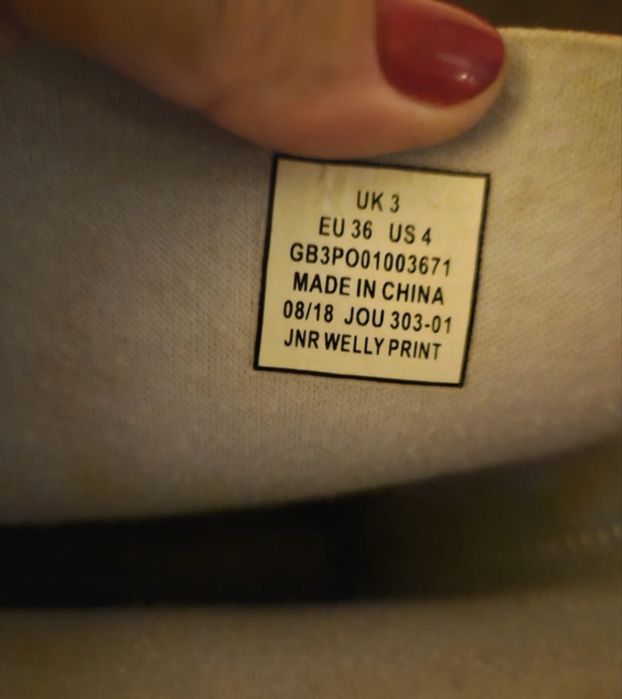 UK 3
EU 36 US 4
GB3PO01003671
MADE IN CHINA
08/18 JOU 303-01
JNR WELLY PRINT